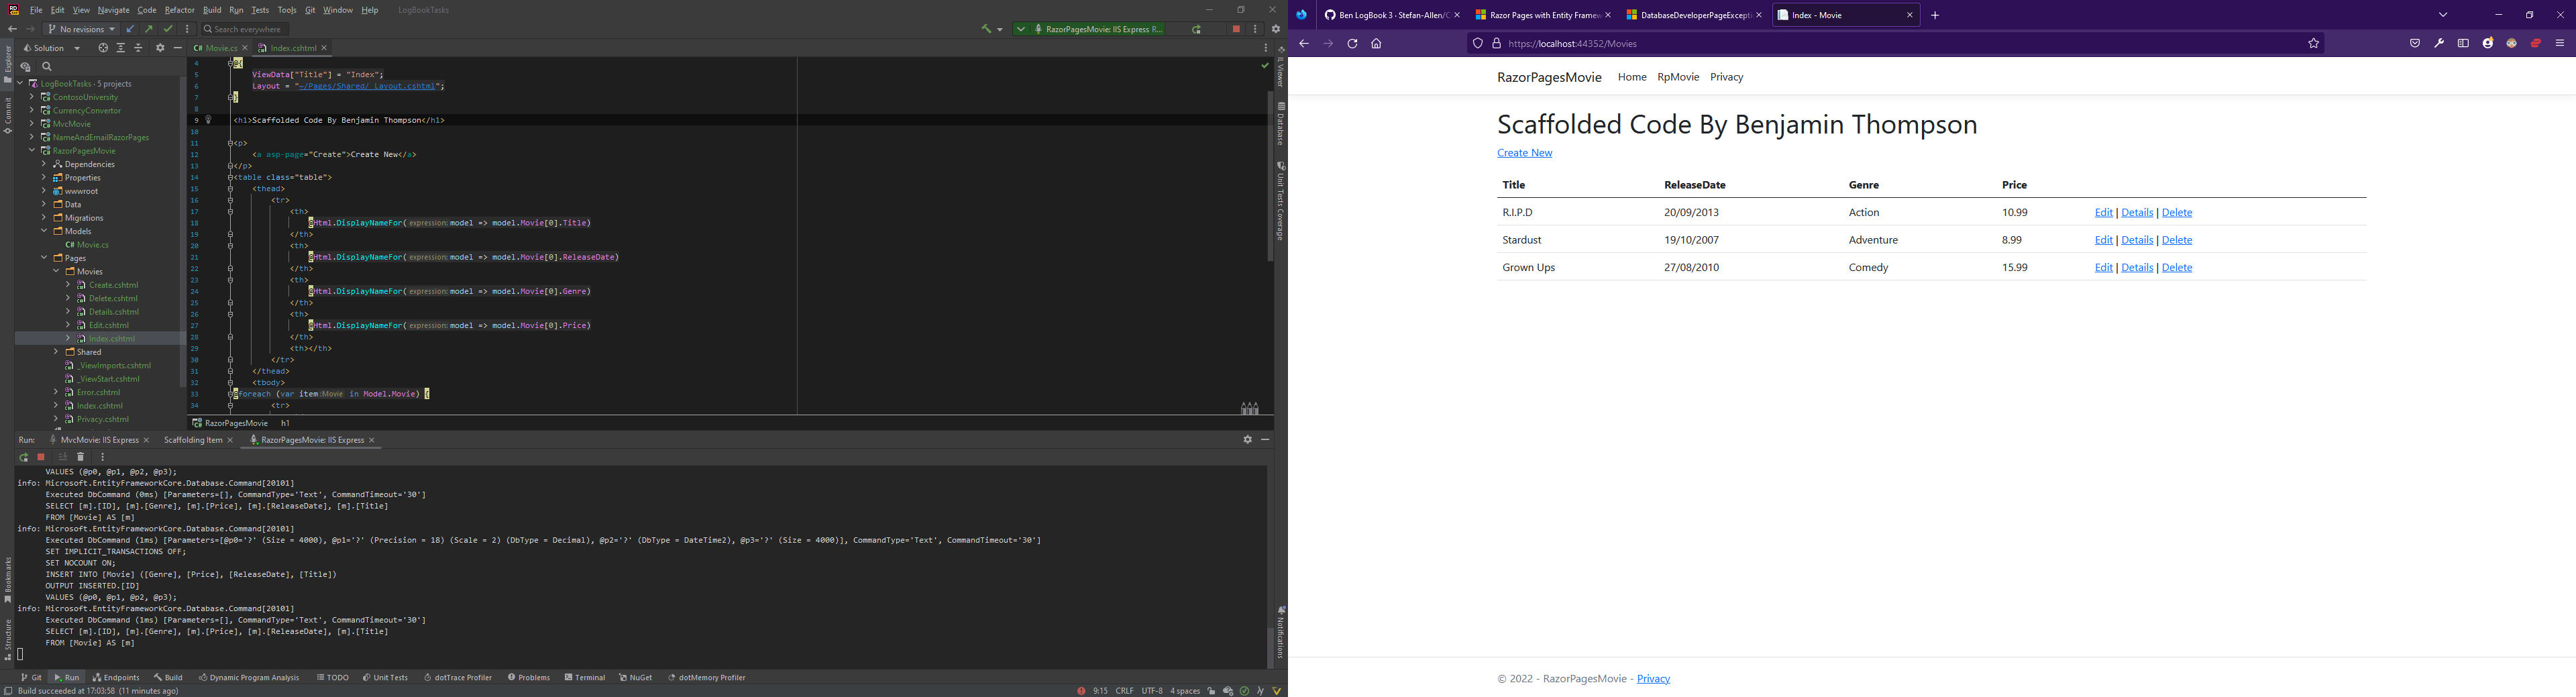 File Edit View Navigate Code Refactor Build Run Tests Tools Git Window Help LogBookTasks
No revisions Search everywhere RazorPagesMovie: IIS Express R...
Explorer
Commit
Bookmarks
Structure
Solution
LogBookTasks · 5 projects
ContosoUniversity
CurrencyConvertor
MvcMovie
NameAndEmailRazorPages
RazorPagesMovie
Dependencies
Properties
wwwroot
Data
Migrations
Models
C# Movie.cs
Pages
Movies
Create.cshtml
Delete.cshtml
Details.cshtml
Edit.cshtml
Index.cshtml
Shared
_ViewImports.cshtml
_ViewStart.cshtml
Error.cshtml
Index.cshtml
Privacy.cshtml
C# Movie.cs Index.cshtml
4 @{
5 ViewData["Title"] = "Index";
6 Layout = "~/Pages/Shared/_Layout.cshtml";
7 }
8
9 <h1>Scaffolded Code By Benjamin Thompson</h1>
10
11 <p>
12 <a asp-page="Create">Create New</a>
13 </p>
14 <table class="table">
15 <thead>
16 <tr>
17 <th>
18 @Html.DisplayNameFor(expression: model => model.Movie[0].Title)
19 </th>
20 <th>
21 @Html.DisplayNameFor(expression: model => model.Movie[0].ReleaseDate)
22 </th>
23 <th>
24 @Html.DisplayNameFor(expression: model => model.Movie[0].Genre)
25 </th>
26 <th>
27 @Html.DisplayNameFor(expression: model => model.Movie[0].Price)
28 </th>
29 <th></th>
30 </tr>
31 </thead>
32 <tbody>
33 @foreach (var item :Movie in Model.Movie) {
34 <tr>
RazorPagesMovie h1
IL Viewer
Database
Unit Tests Coverage
Notifications
Run: MvcMovie: IIS Express Scaffolding Item RazorPagesMovie: IIS Express
VALUES (@p0, @p1, @p2, @p3);
info: Microsoft.EntityFrameworkCore.Database.Command[20101]
Executed DbCommand (0ms) [Parameters=[], CommandType='Text', CommandTimeout='30']
SELECT [m].[ID], [m].[Genre], [m].[Price], [m].[ReleaseDate], [m].[Title]
FROM [Movie] AS [m]
info: Microsoft.EntityFrameworkCore.Database.Command[20101]
Executed DbCommand (1ms) [Parameters=[@p0='?' (Size = 4000), @p1='?' (Precision = 18) (Scale = 2) (DbType = Decimal), @p2='?' (DbType = DateTime2), @p3='?' (Size = 4000)], CommandType='Text', CommandTimeout='30']
SET IMPLICIT_TRANSACTIONS OFF;
SET NOCOUNT ON;
INSERT INTO [Movie] ([Genre], [Price], [ReleaseDate], [Title])
OUTPUT INSERTED.[ID]
VALUES (@p0, @p1, @p2, @p3);
info: Microsoft.EntityFrameworkCore.Database.Command[20101]
Executed DbCommand (1ms) [Parameters=[], CommandType='Text', CommandTimeout='30']
SELECT [m].[ID], [m].[Genre], [m].[Price], [m].[ReleaseDate], [m].[Title]
FROM [Movie] AS [m]
Git Run Endpoints Build Dynamic Program Analysis TODO Unit Tests dotTrace Profiler Problems Terminal NuGet dotMemory Profiler
Build succeeded at 17:03:58 (11 minutes ago) 9:15 CRLF UTF-8 4 spaces
Ben LogBook 3 · Stefan-Allen/C Razor Pages with Entity Framew DatabaseDeveloperPageExcepti Index - Movie
https://localhost:44352/Movies
RazorPagesMovie Home RpMovie Privacy
Scaffolded Code By Benjamin Thompson
Create New
Title ReleaseDate Genre Price
R.I.P.D 20/09/2013 Action 10.99 Edit | Details | Delete
Stardust 19/10/2007 Adventure 8.99 Edit | Details | Delete
Grown Ups 27/08/2010 Comedy 15.99 Edit | Details | Delete
© 2022 - RazorPagesMovie - Privacy